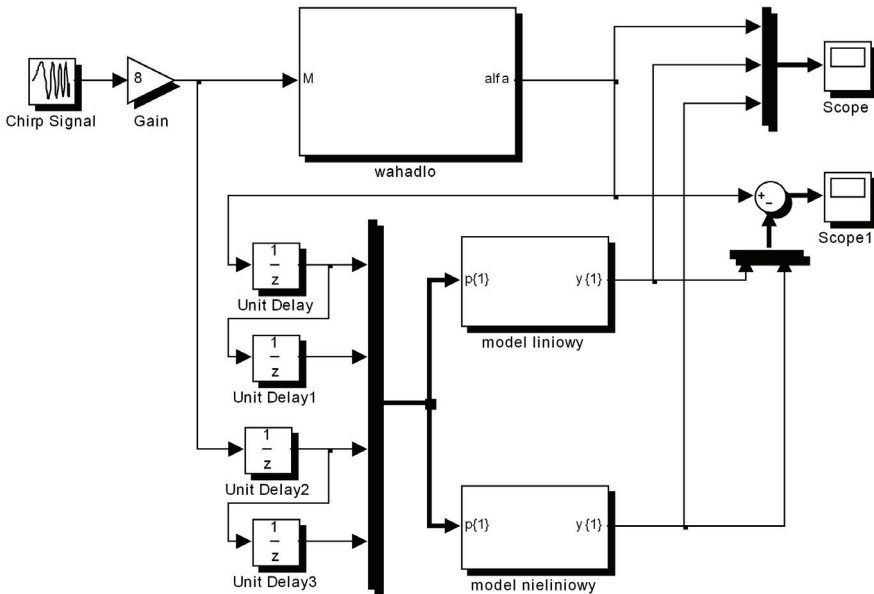 8
Chirp Signal
Gain
M
alfa
wahadlo
Scope
+
−
Scope1
1
z
Unit Delay
p{1}
y{1}
model liniowy
1
z
Unit Delay1
1
z
Unit Delay2
p{1}
y{1}
model nieliniowy
1
z
Unit Delay3